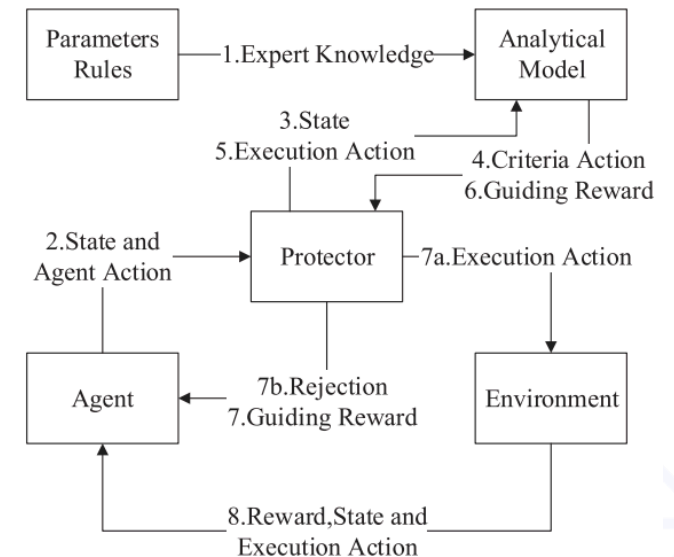 Parameters
Rules
1.Expert Knowledge
Analytical
Model
3.State
5.Execution Action
4.Criteria Action
6.Guiding Reward
2.State and
Agent Action
Protector
7a.Execution Action
Agent
7b.Rejection
7.Guiding Reward
Environment
8.Reward,State and
Execution Action